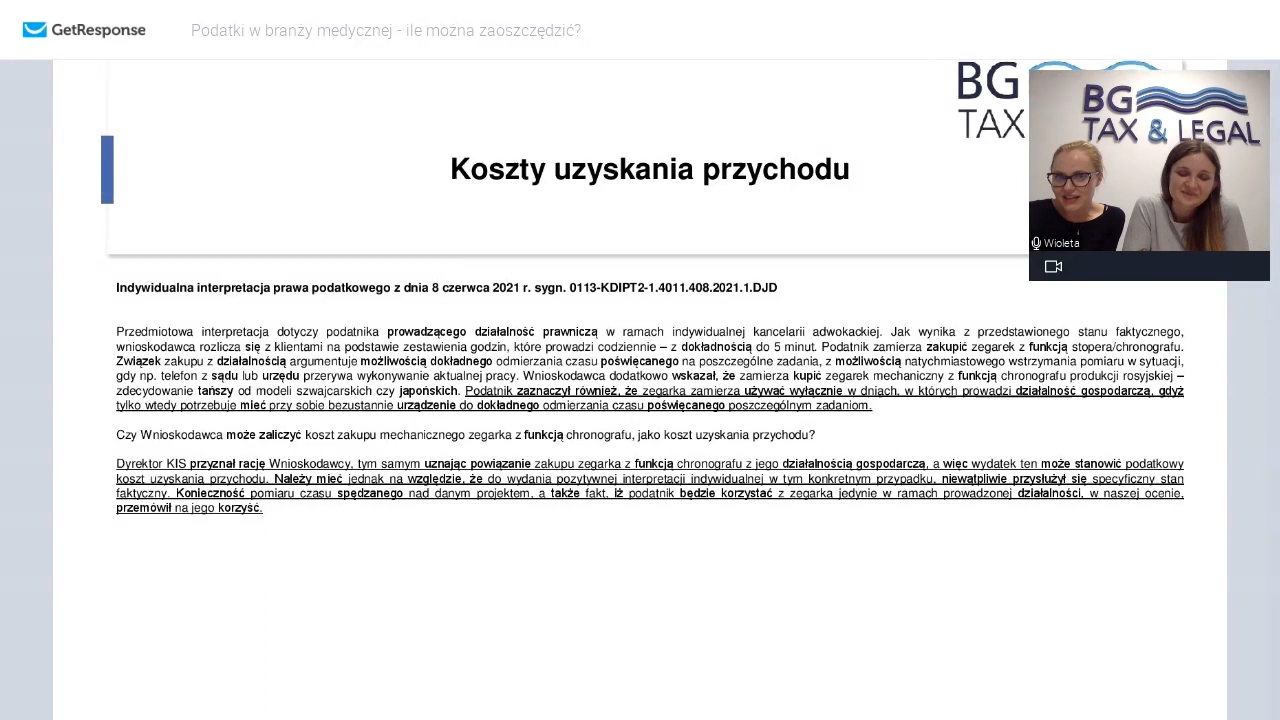 GetResponse
Podatki w branży medycznej - ile można zaoszczędzić?
BG
TAX
BG
TAX & LEGAL
Wioleta
Koszty uzyskania przychodu
Indywidualna interpretacja prawa podatkowego z dnia 8 czerwca 2021 r. sygn. 0113-KDIPT2-1.4011.408.2021.1.DJD
Przedmiotowa interpretacja dotyczy podatnika prowadzącego działalność prawniczą w ramach indywidualnej kancelarii adwokackiej. Jak wynika z przedstawionego stanu faktycznego,
wnioskodawca rozlicza się z klientami na podstawie zestawienia godzin, które prowadzi codziennie – z dokładnością do 5 minut. Podatnik zamierza zakupić zegarek z funkcją stopera/chronografu.
Związek zakupu z działalnością argumentuje możliwością dokładnego odmierzania czasu poświęcanego na poszczególne zadania, z możliwością natychmiastowego wstrzymania pomiaru w sytuacji,
gdy np. telefon z sądu lub urzędu przerywa wykonywanie aktualnej pracy. Wnioskodawca dodatkowo wskazał, że zamierza kupić zegarek mechaniczny z funkcją chronografu produkcji rosyjskiej –
zdecydowanie tańszy od modeli szwajcarskich czy japońskich. Podatnik zaznaczył również, że zegarka zamierza używać wyłącznie w dniach, w których prowadzi działalność gospodarczą, gdyż
tylko wtedy potrzebuje mieć przy sobie bezustannie urządzenie do dokładnego odmierzania czasu poświęcanego poszczególnym zadaniom.
Czy Wnioskodawca może zaliczyć koszt zakupu mechanicznego zegarka z funkcją chronografu, jako koszt uzyskania przychodu?
Dyrektor KIS przyznał rację Wnioskodawcy, tym samym uznając powiązanie zakupu zegarka z funkcją chronografu z jego działalnością gospodarczą, a więc wydatek ten może stanowić podatkowy
koszt uzyskania przychodu. Należy mieć jednak na względzie, że do wydania pozytywnej interpretacji indywidualnej w tym konkretnym przypadku, niewątpliwie przysłużył się specyficzny stan
faktyczny. Konieczność pomiaru czasu spędzanego nad danym projektem, a także fakt, iż podatnik będzie korzystać z zegarka jedynie w ramach prowadzonej działalności, w naszej ocenie,
przemówił na jego korzyść.